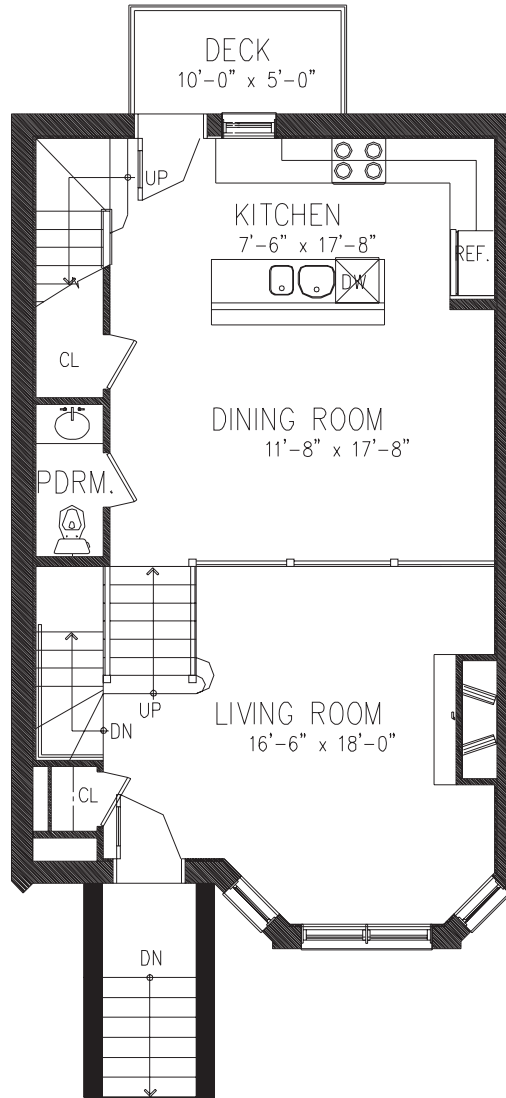 DECK
10'-0" x 5'-0"
UP
KITCHEN
7'-6" x 17'-8"
REF.
DW
CL
DINING ROOM
11'-8" x 17'-8"
PDRM.
UP
LIVING ROOM
16'-6" x 18'-0"
DN
CL
DN